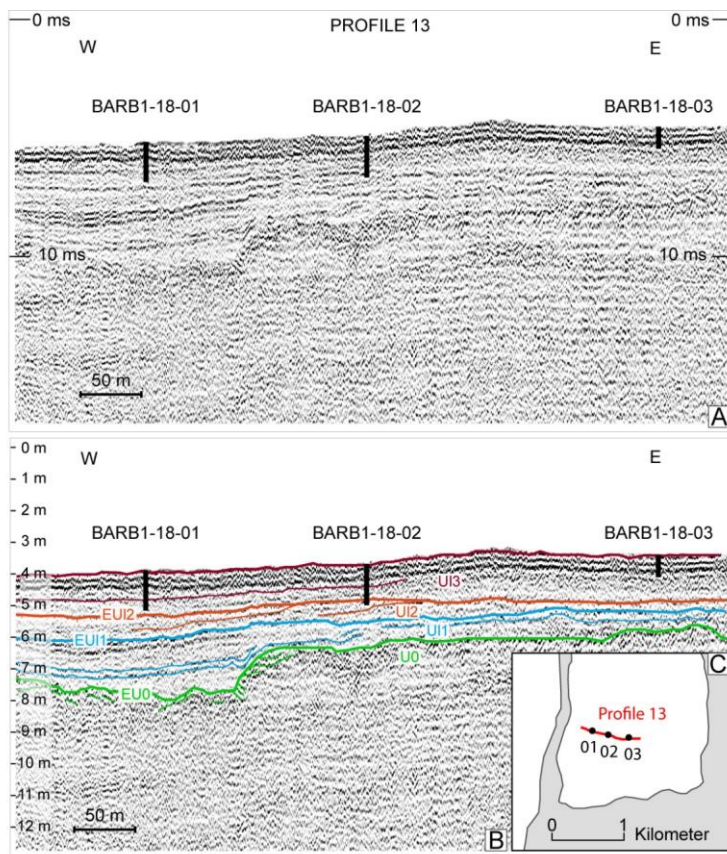 0 ms PROFILE 13 0 ms
W E
BARB1-18-01 BARB1-18-02 BARB1-18-03
10 ms 10 ms
50 m
A
0 m
W E
1 m
2 m
BARB1-18-01 BARB1-18-02 BARB1-18-03
3 m
4 m
UI3
5 m
EUI2 UI2
EUI1 UI1
6 m
U0
7 m
EU0
C
8 m
Profile 13
9 m
01 02 03
10 m
11 m
50 m
0 1
12 m
B
Kilometer